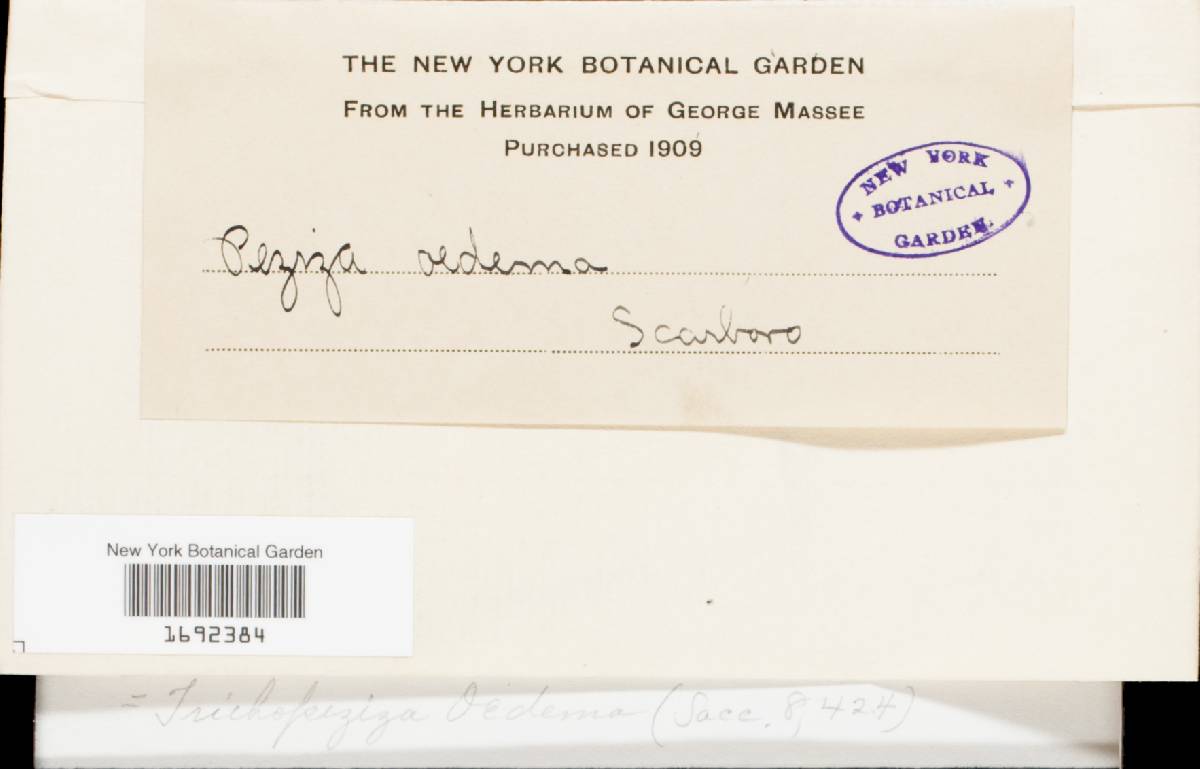 THE NEW YORK BOTANICAL GARDEN
FROM THE HERBARIUM OF GEORGE MASSEE
PURCHASED 1909
NEW YORK
+ BOTANICAL +
GARDEN.
Peziza oedema
Scarboro
New York Botanical Garden
1692384
= Trichopeziza Oedema (Sacc. 8, 424)